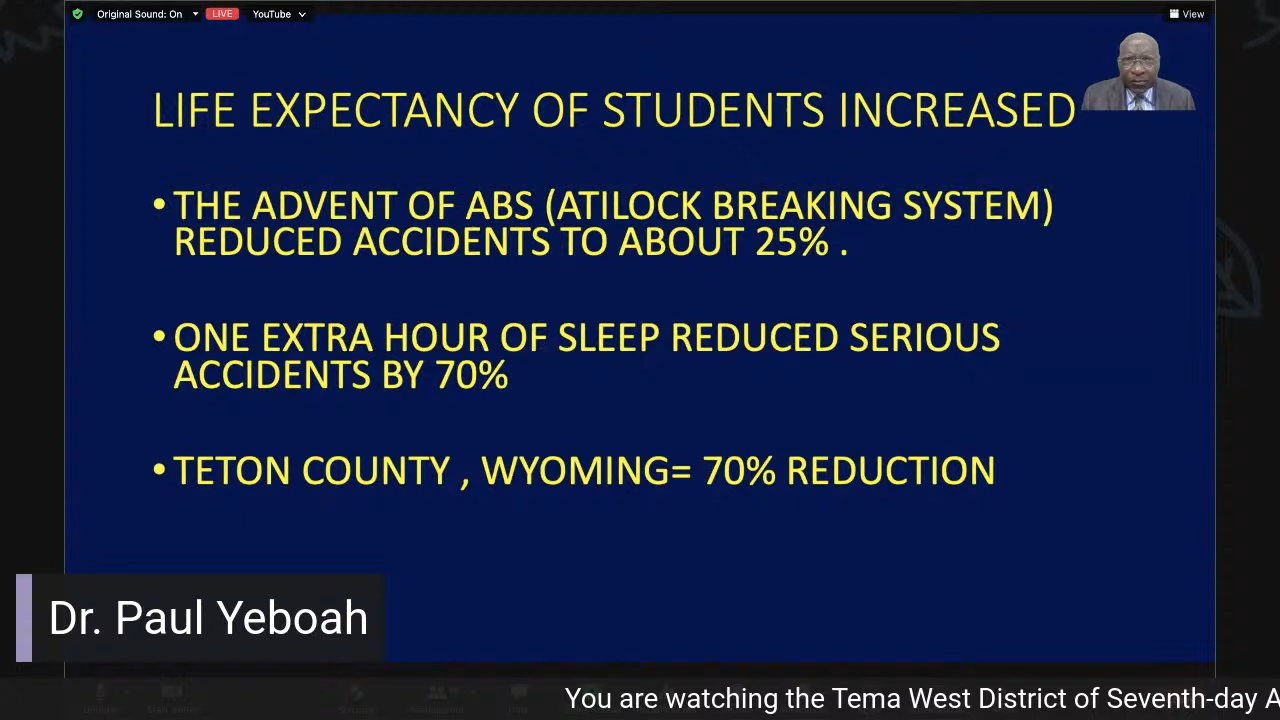 Original Sound: On LIVE YouTube View
LIFE EXPECTANCY OF STUDENTS INCREASED
• THE ADVENT OF ABS (ATILOCK BREAKING SYSTEM)
REDUCED ACCIDENTS TO ABOUT 25% .
• ONE EXTRA HOUR OF SLEEP REDUCED SERIOUS
ACCIDENTS BY 70%
• TETON COUNTY , WYOMING= 70% REDUCTION
Dr. Paul Yeboah
You are watching the Tema West District of Seventh-day A